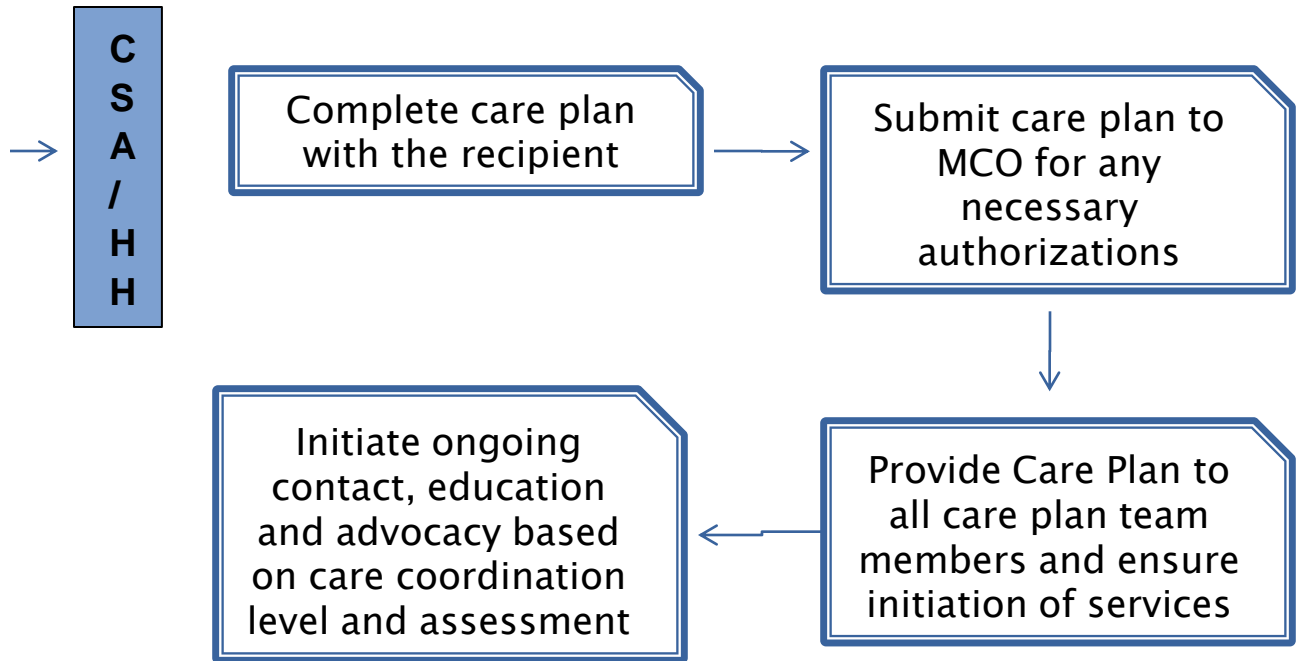 C
S
A
/
H
H
Complete care plan
with the recipient
Submit care plan to
MCO for any
necessary
authorizations
Provide Care Plan to
all care plan team
members and ensure
initiation of services
Initiate ongoing
contact, education
and advocacy based
on care coordination
level and assessment